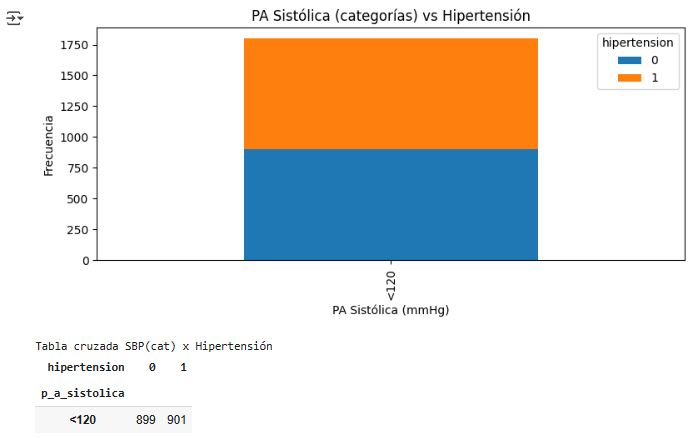 PA Sistólica (categorías) vs Hipertensión
hipertension
0
1
1750
1500
1250
1000
750
500
250
0
Frecuencia
<120
PA Sistólica (mmHg)
Tabla cruzada SBP(cat) x Hipertensión
hipertension 0 1
p_a_sistolica
<120 899 901